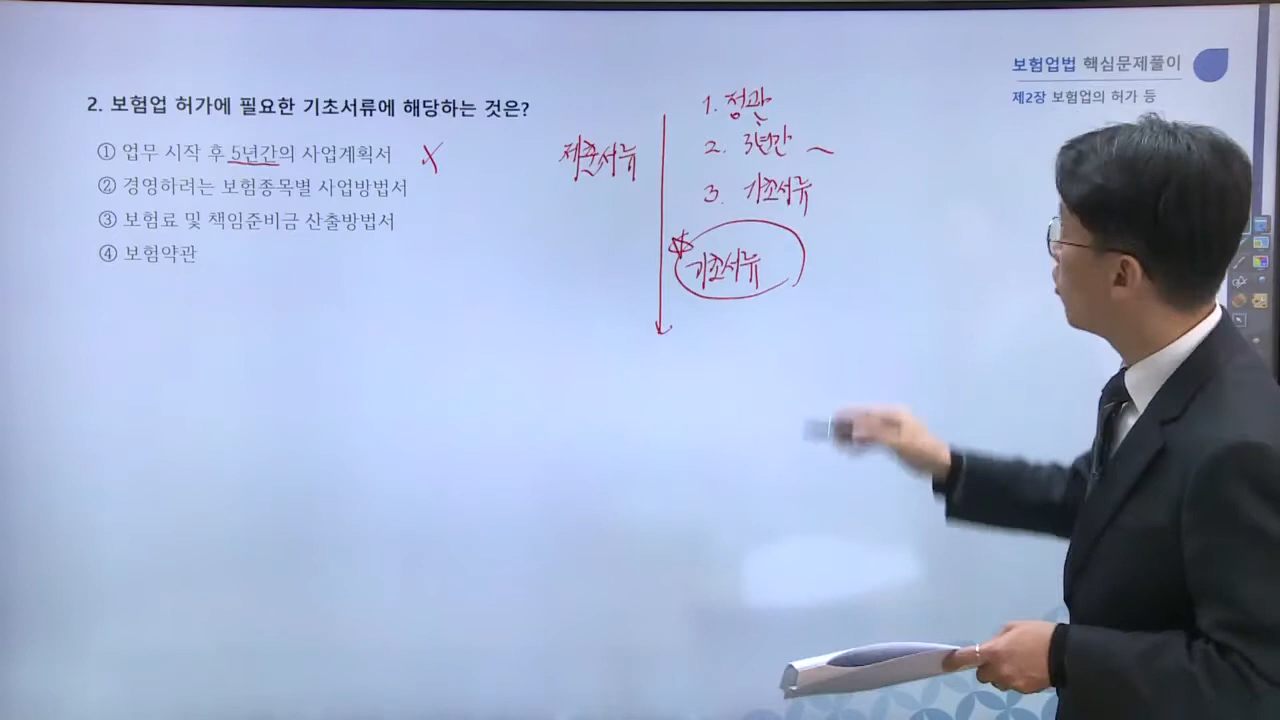 보험업법 핵심문제풀이
제2장 보험업의 허가 등
2. 보험업 허가에 필요한 기초서류에 해당하는 것은?
① 업무 시작 후 5년간의 사업계획서 X
② 경영하려는 보험종목별 사업방법서
③ 보험료 및 책임준비금 산출방법서
④ 보험약관
제출서류
1. 정관
2. 3년간 ~
3. 기초서류
기초서류